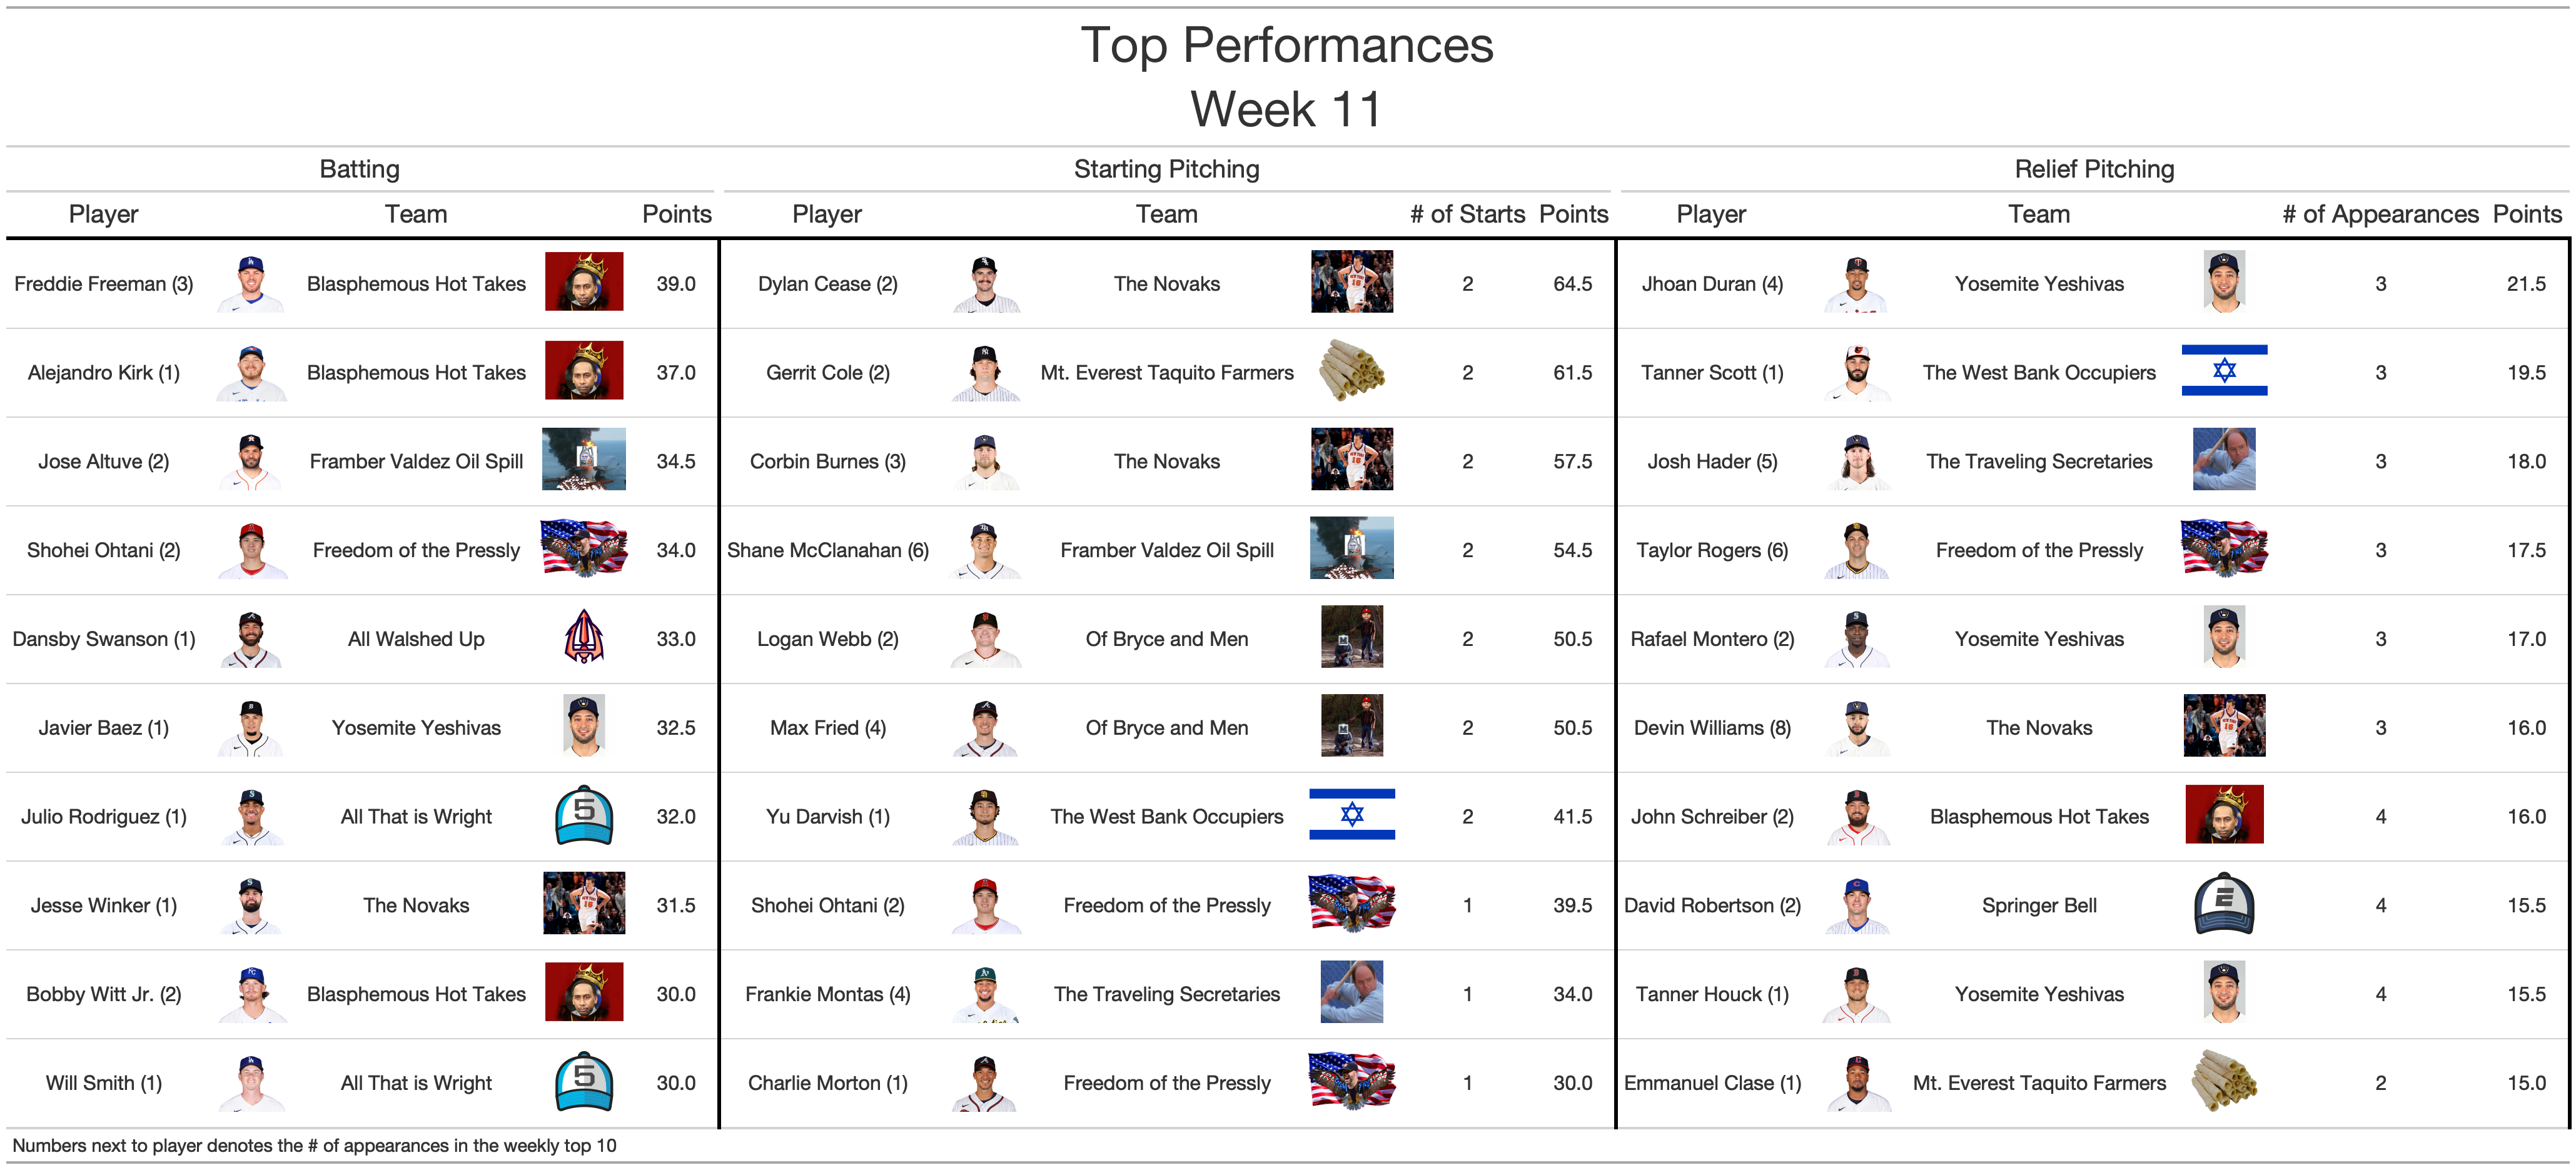 Top Performances
Week 11
Batting Starting Pitching Relief Pitching
Player Team Points Player Team # of Starts Points Player Team # of Appearances Points
Freddie Freeman (3) Blasphemous Hot Takes 39.0 Dylan Cease (2) The Novaks 2 64.5 Jhoan Duran (4) Yosemite Yeshivas 3 21.5
Alejandro Kirk (1) Blasphemous Hot Takes 37.0 Gerrit Cole (2) Mt. Everest Taquito Farmers 2 61.5 Tanner Scott (1) The West Bank Occupiers 3 19.5
Jose Altuve (2) Framber Valdez Oil Spill 34.5 Corbin Burnes (3) The Novaks 2 57.5 Josh Hader (5) The Traveling Secretaries 3 18.0
Shohei Ohtani (2) Freedom of the Pressly 34.0 Shane McClanahan (6) Framber Valdez Oil Spill 2 54.5 Taylor Rogers (6) Freedom of the Pressly 3 17.5
Dansby Swanson (1) All Walshed Up 33.0 Logan Webb (2) Of Bryce and Men 2 50.5 Rafael Montero (2) Yosemite Yeshivas 3 17.0
Javier Baez (1) Yosemite Yeshivas 32.5 Max Fried (4) Of Bryce and Men 2 50.5 Devin Williams (8) The Novaks 3 16.0
Julio Rodriguez (1) All That is Wright 5 32.0 Yu Darvish (1) The West Bank Occupiers 2 41.5 John Schreiber (2) Blasphemous Hot Takes 4 16.0
Jesse Winker (1) The Novaks 31.5 Shohei Ohtani (2) Freedom of the Pressly 1 39.5 David Robertson (2) Springer Bell E 4 15.5
Bobby Witt Jr. (2) Blasphemous Hot Takes 30.0 Frankie Montas (4) The Traveling Secretaries 1 34.0 Tanner Houck (1) Yosemite Yeshivas 4 15.5
Will Smith (1) All That is Wright 5 30.0 Charlie Morton (1) Freedom of the Pressly 1 30.0 Emmanuel Clase (1) Mt. Everest Taquito Farmers 2 15.0
Numbers next to player denotes the # of appearances in the weekly top 10